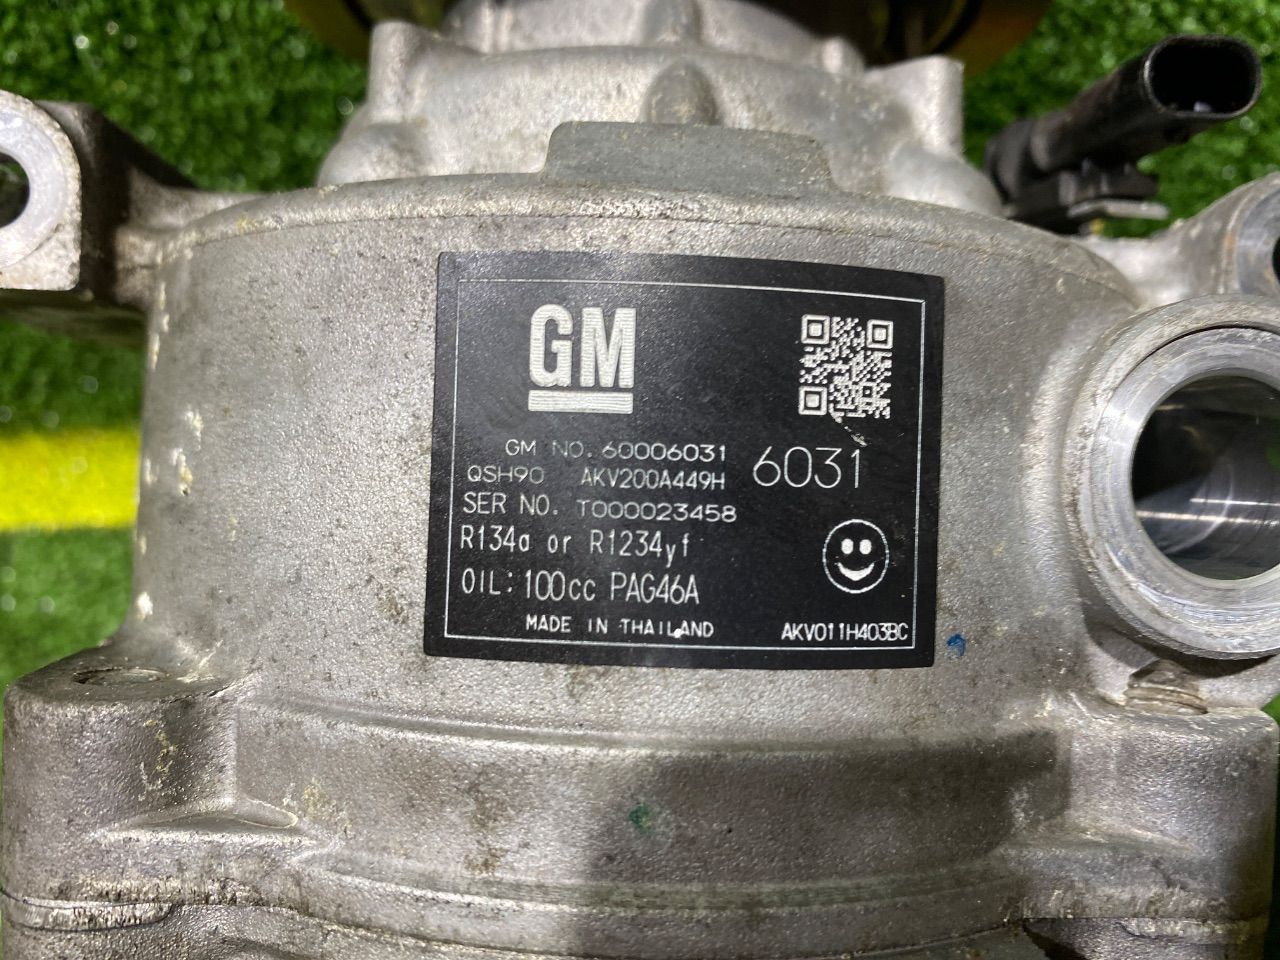 GM
GM NO. 60006031
6031
QSH90 AKV200A449H
SER NO. T000023458
R134a or R1234yf
OIL: 100cc PAG46A
MADE IN THAILAND
AKV011H403BC